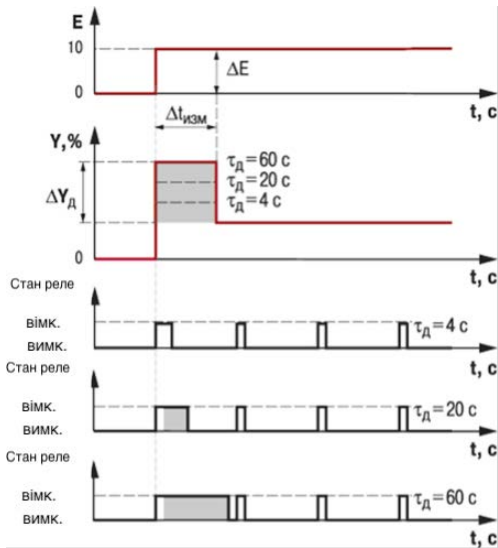 E
10
ΔE
0
t, c
Δtизм
Y,%
τд=60 c
τд=20 c
τд=4 c
ΔYд
0
t, c
Стан реле
вімк.
τд=4 c
вимк.
t, c
Стан реле
вімк.
τд=20 c
вимк.
t, c
Стан реле
вімк.
τд=60 c
вимк.
t, c